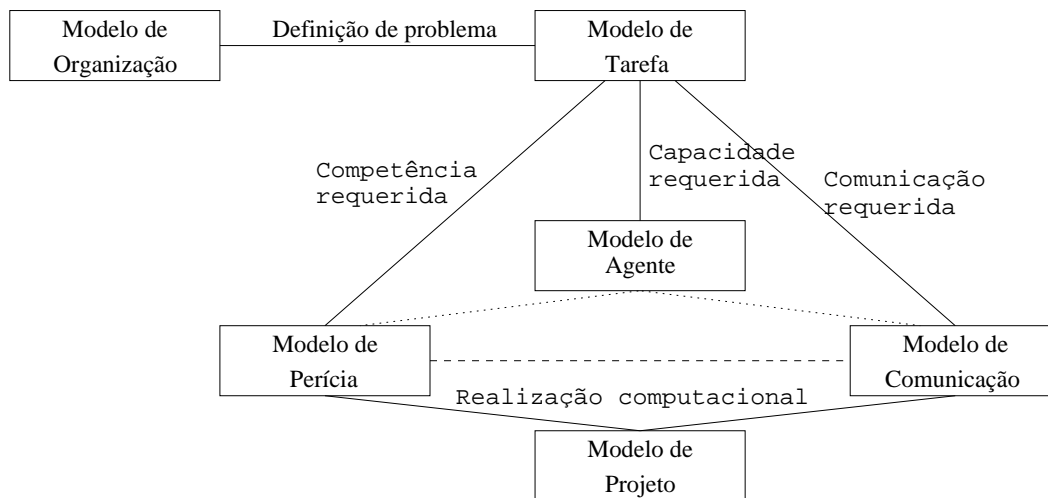 Modelo de
Organização
Definição de problema
Modelo de
Tarefa
Competência
requerida
Capacidade
requerida
Comunicação
requerida
Modelo de
Agente
Modelo de
Perícia
Modelo de
Comunicação
Realização computacional
Modelo de
Projeto